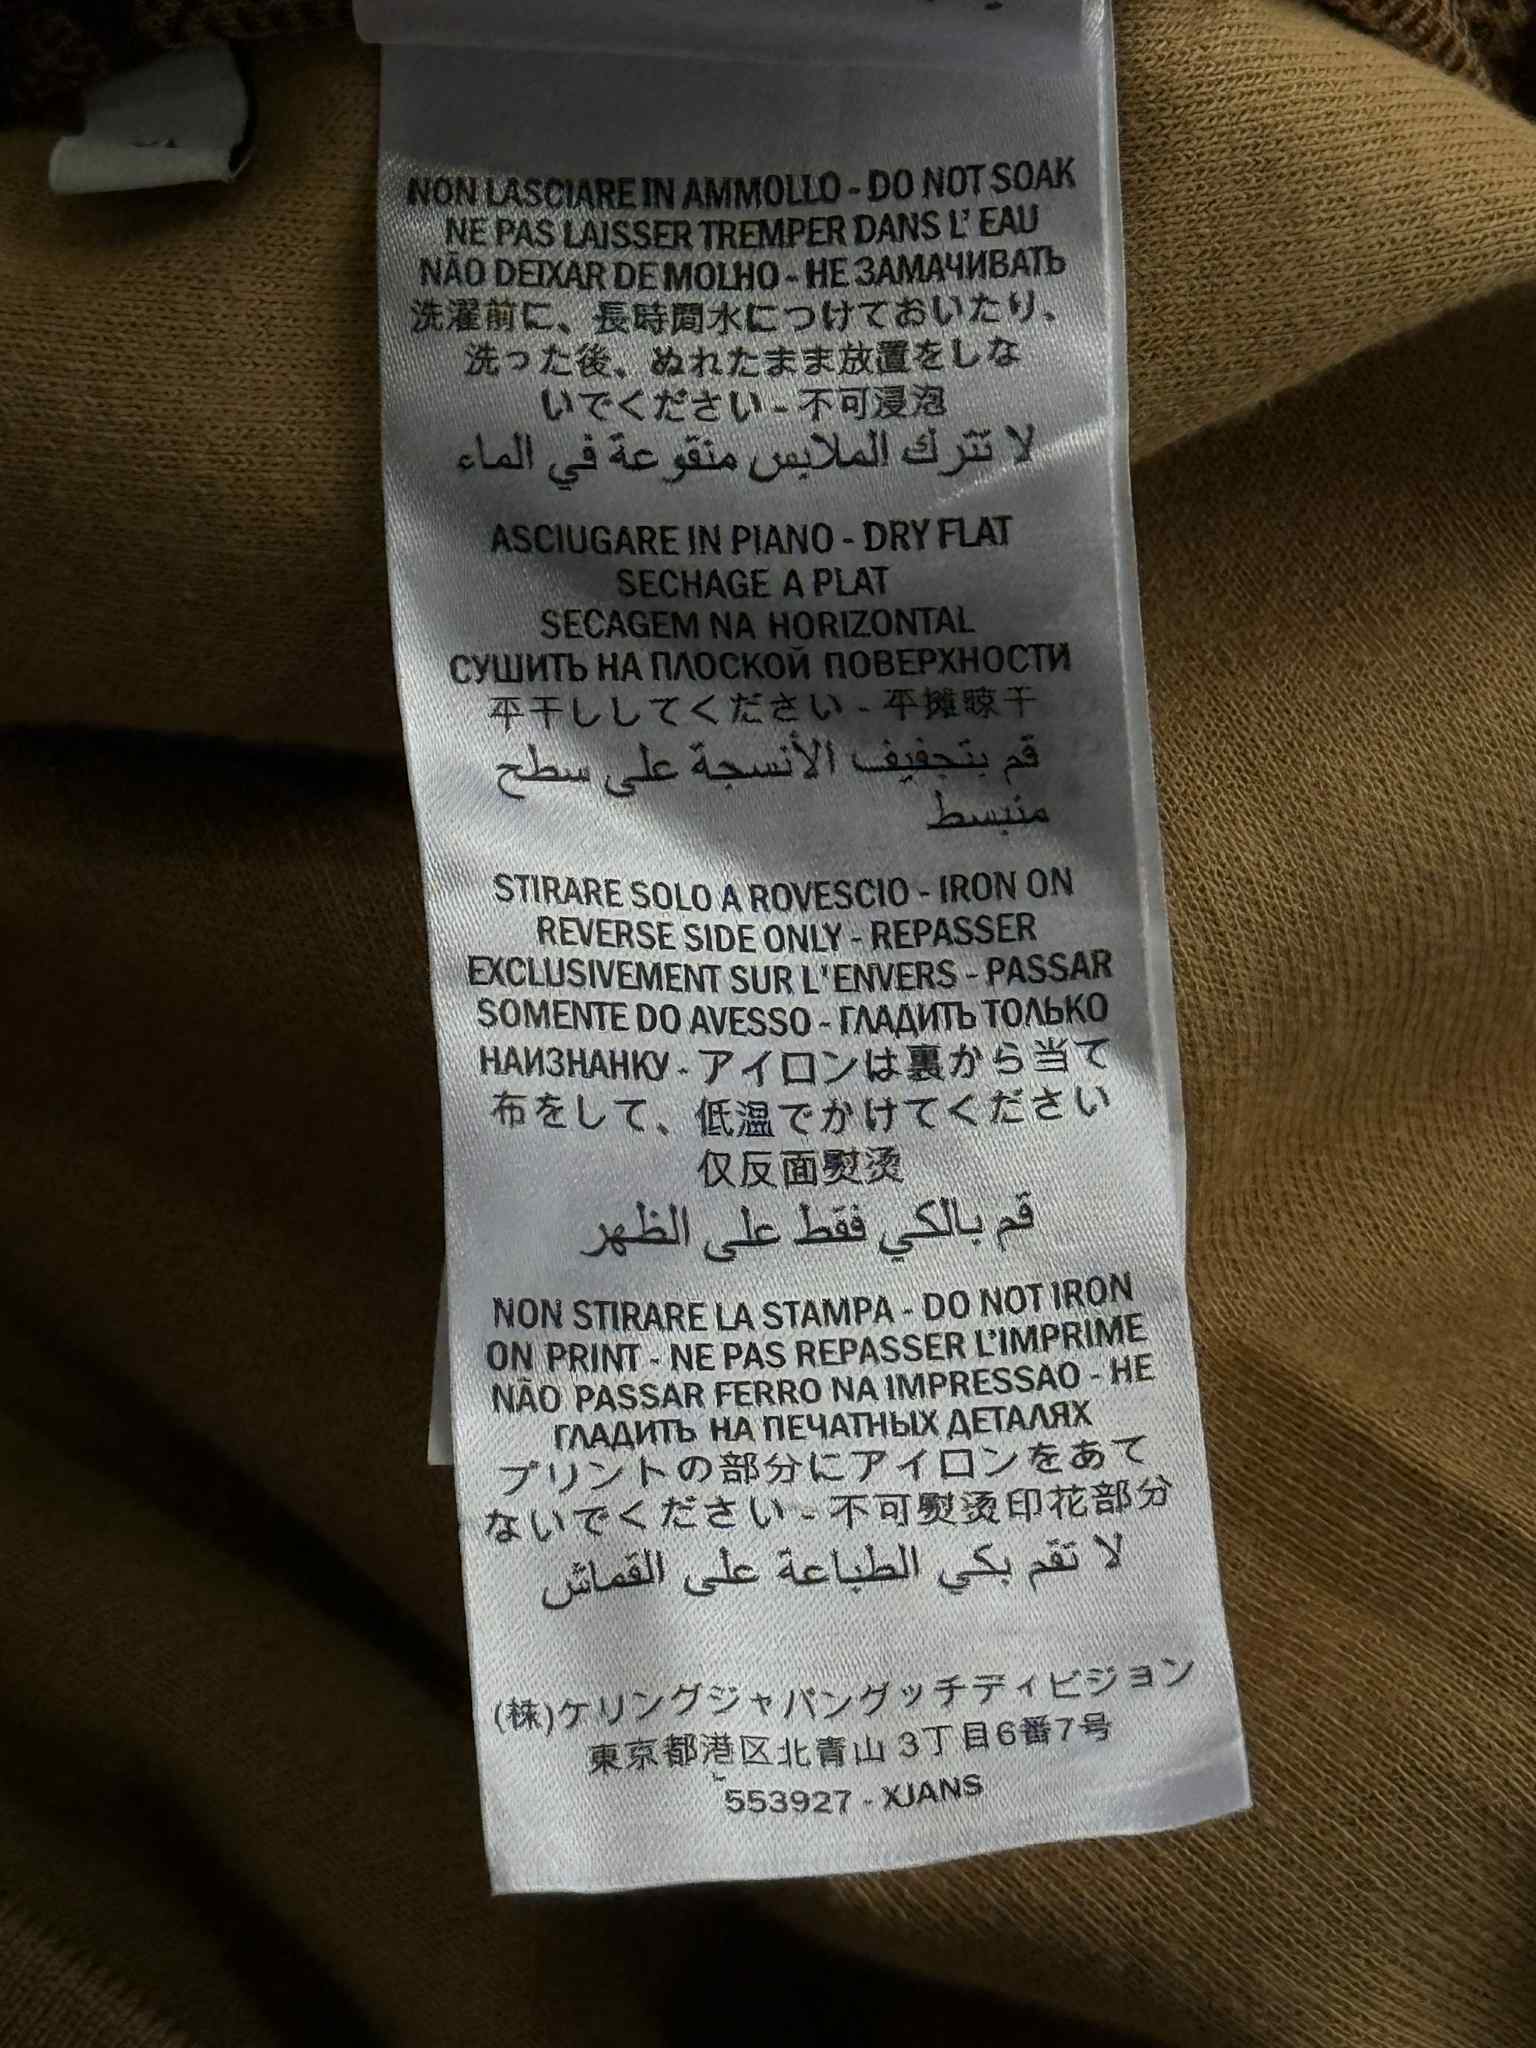 NON LASCIARE IN AMMOLLO - DO NOT SOAK
NE PAS LAISSER TREMPER DANS L' EAU
NÃO DEIXAR DE MOLHO - НЕ ЗАМАЧИВАТЬ
洗濯前に、長時間水につけておいたり、
洗った後、ぬれたまま放置をしな
いでください - 不可浸泡
لا تترك الملابس منقوعة في الماء
ASCIUGARE IN PIANO - DRY FLAT
SECHAGE A PLAT
SECAGEM NA HORIZONTAL
СУШИТЬ НА ПЛОСКОЙ ПОВЕРХНОСТИ
平干ししてください - 平摊晾干
قم بتجفيف الأنسجة على سطح
منبسط
STIRARE SOLO A ROVESCIO - IRON ON
REVERSE SIDE ONLY - REPASSER
EXCLUSIVEMENT SUR L'ENVERS - PASSAR
SOMENTE DO AVESSO - ГЛАДИТЬ ТОЛЬКО
НАИЗНАНКУ - アイロンは裏から当て
布をして、低温でかけてください
仅反面熨烫
قم بالكي فقط على الظهر
NON STIRARE LA STAMPA - DO NOT IRON
ON PRINT - NE PAS REPASSER L'IMPRIME
NÃO PASSAR FERRO NA IMPRESSAO - НЕ
ГЛАДИТЬ НА ПЕЧАТНЫХ ДЕТАЛЯХ
プリントの部分にアイロンをあて
ないでください - 不可熨烫印花部分
لا تقم بكي الطباعة على القماش
(株)ケリングジャパングッチディビジョン
東京都港区北青山 3丁目6番7号
553927 - XJANS